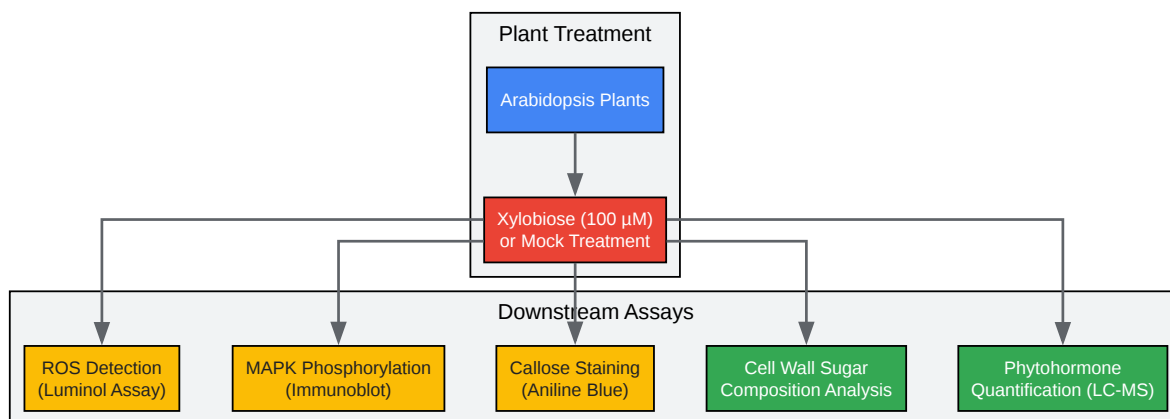 Plant Treatment
Arabidopsis Plants
Xylobiose (100 µM)
or Mock Treatment
Downstream Assays
ROS Detection
(Luminol Assay)
MAPK Phosphorylation
(Immunoblot)
Callose Staining
(Aniline Blue)
Cell Wall Sugar
Composition Analysis
Phytohormone
Quantification (LC-MS)